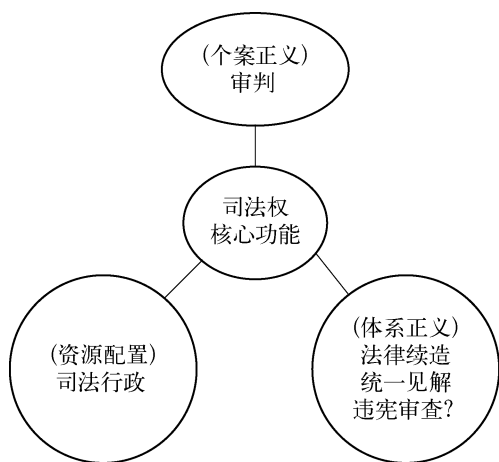 (个案正义)
审判
司法权
核心功能
(资源配置)
司法行政
(体系正义)
法律续造
统一见解
违宪审查?